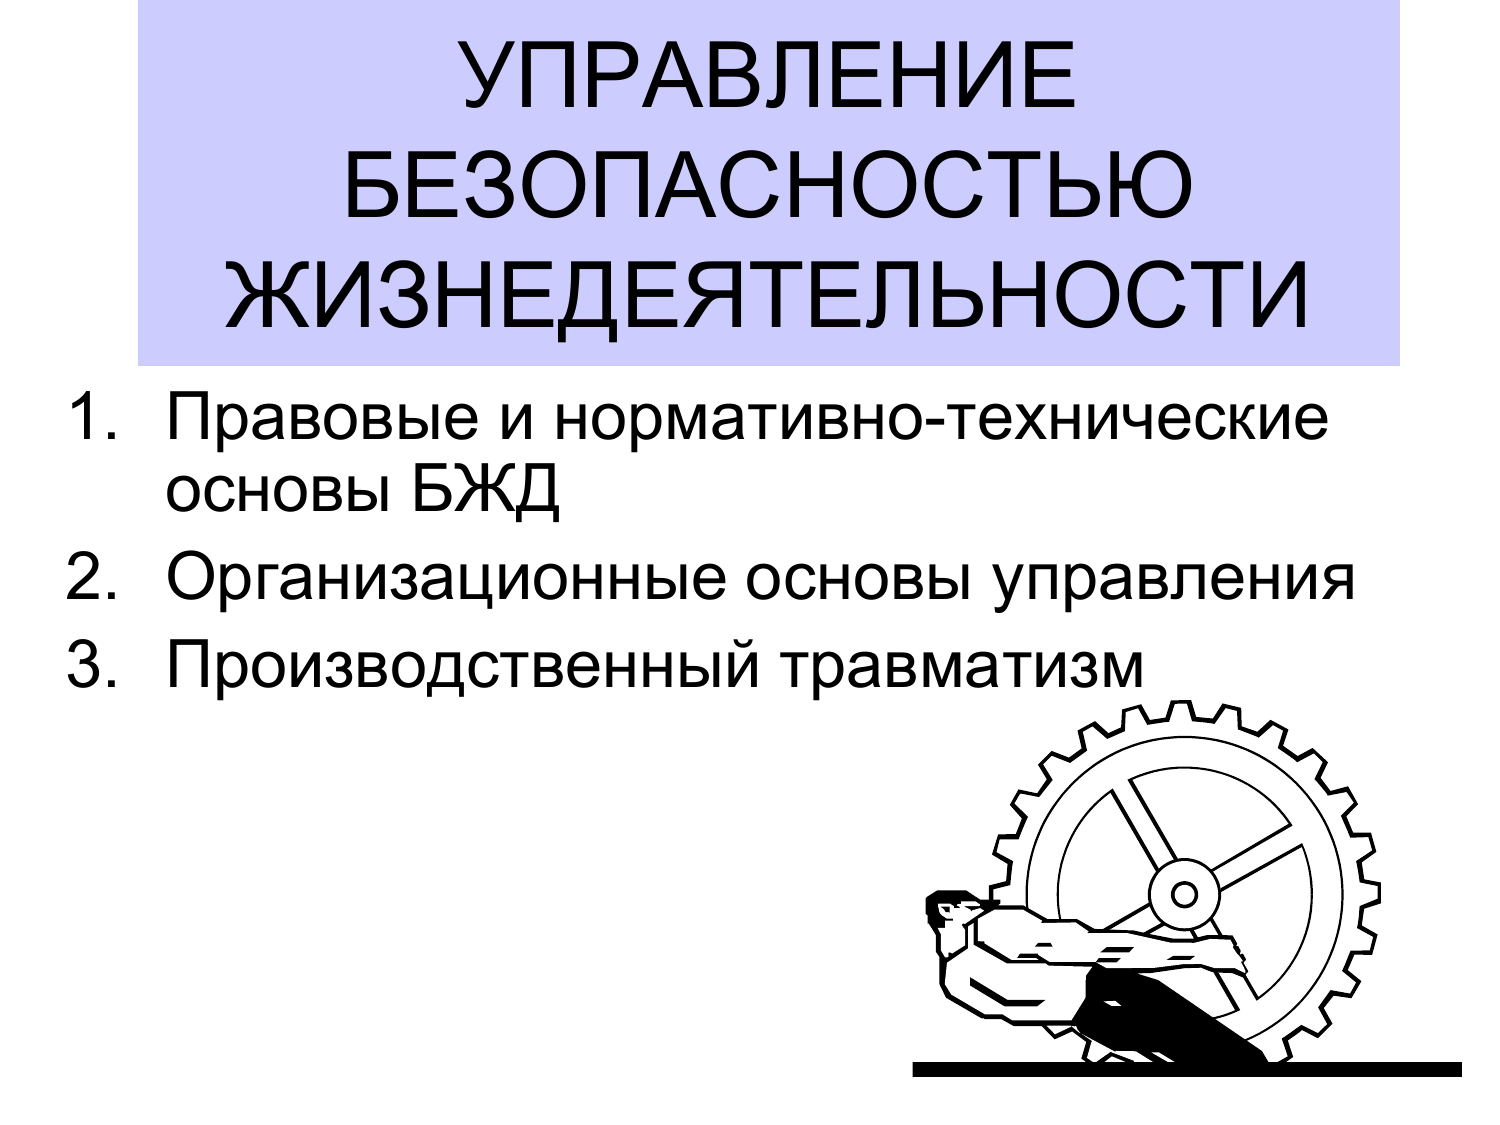 УПРАВЛЕНИЕ
БЕЗОПАСНОСТЬЮ
ЖИЗНЕДЕЯТЕЛЬНОСТИ
1. Правовые и нормативно-технические
основы БЖД
2. Организационные основы управления
3. Производственный травматизм